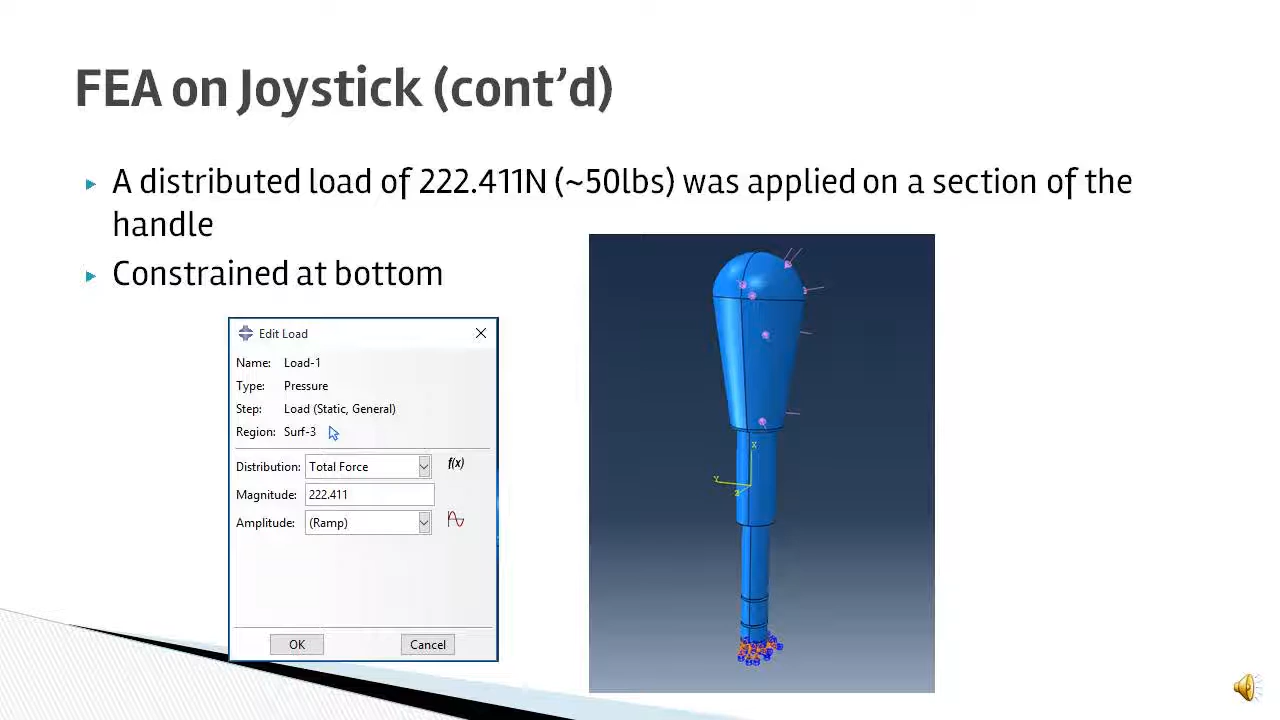 FEA on Joystick (cont’d)
A distributed load of 222.411N (~50lbs) was applied on a section of the
handle
Constrained at bottom
Edit Load
Name: Load-1
Type: Pressure
Step: Load (Static, General)
Region: Surf-3
Distribution: Total Force f(x)
Magnitude: 222.411
Amplitude: (Ramp)
OK Cancel
X
Y
Z